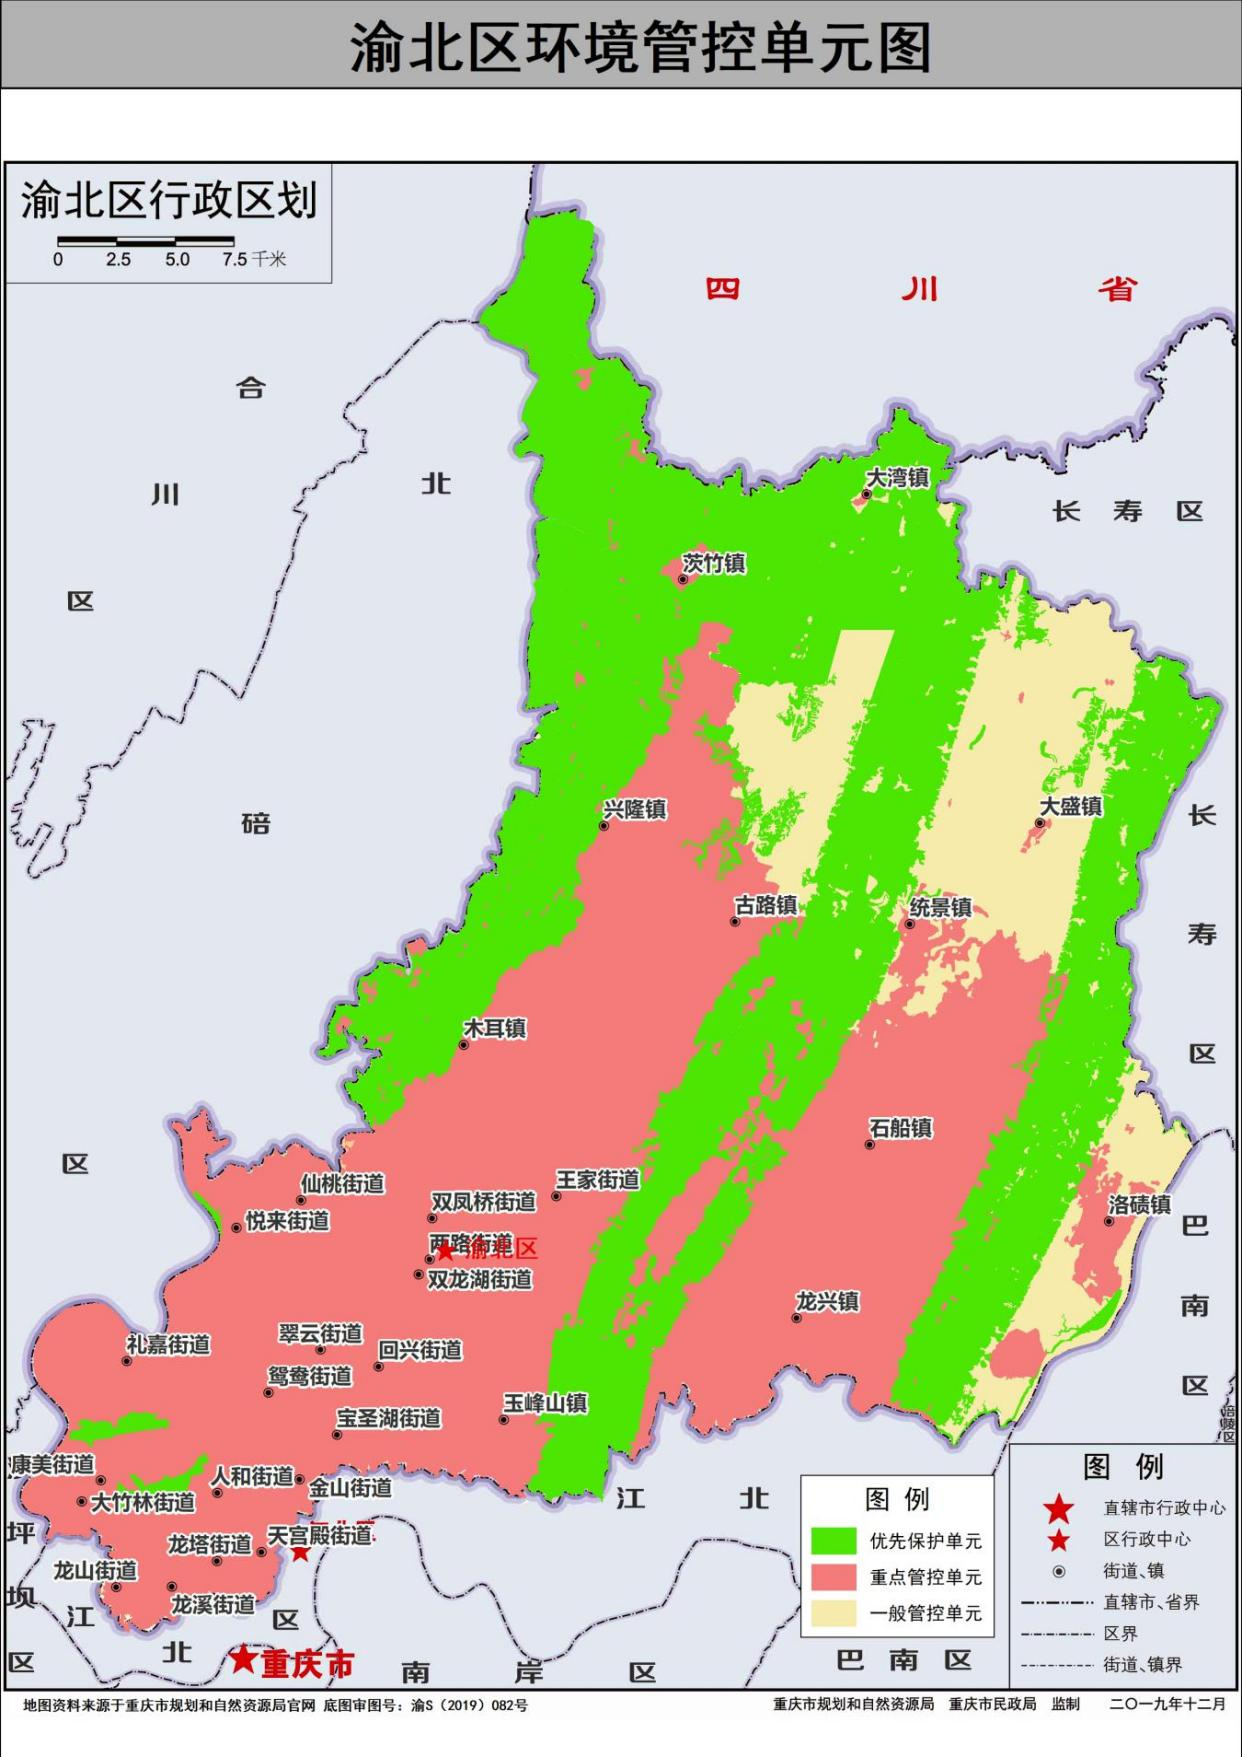 渝北区环境管控单元图
渝北区行政区划
0 2.5 5.0 7.5 千米
四川省
合
川
区
北
碚
区
长寿区
大湾镇
茨竹镇
兴隆镇
大盛镇
古路镇
统景镇
长
寿
区
木耳镇
石船镇
仙桃街道
悦来街道
双凤桥街道
王家街道
两路街道
渝北区
双龙湖街道
洛碛镇
巴
南
区
龙兴镇
礼嘉街道
翠云街道
回兴街道
鸳鸯街道
宝圣湖街道
玉峰山镇
涪陵区
康美街道
人和街道
金山街道
大竹林街道
江北
天宫殿街道
龙塔街道
龙山街道
龙溪街道
坪
坝
区
江
北
区
重庆市
南岸区
巴南区
图例
优先保护单元
重点管控单元
一般管控单元
图例
直辖市行政中心
区行政中心
街道、镇
直辖市、省界
区界
街道、镇界
地图资料来源于重庆市规划和自然资源局官网 底图审图号：渝S（2019）082号
重庆市规划和自然资源局 重庆市民政局 监制 二〇一九年十二月